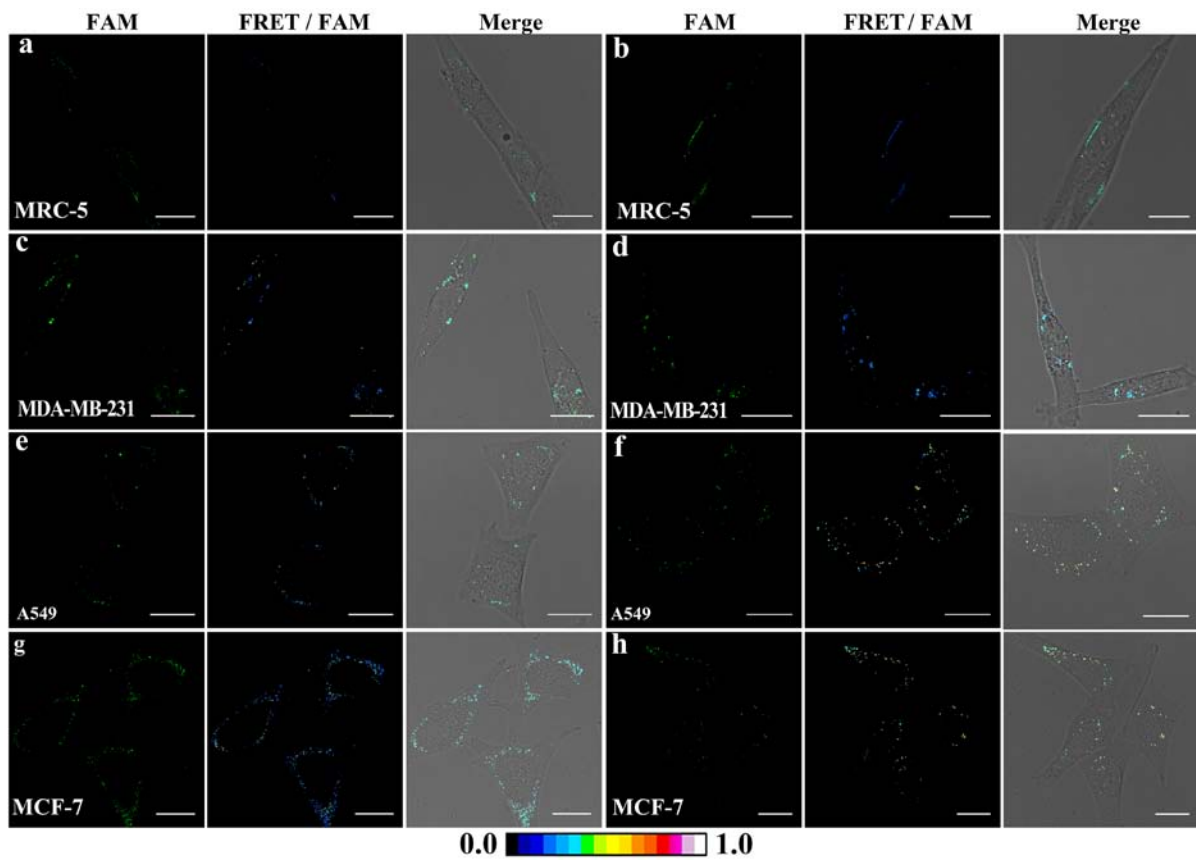 FAM FRET / FAM Merge FAM FRET / FAM Merge
a b
MRC-5 MRC-5
c d
MDA-MB-231 MDA-MB-231
e f
A549 A549
g h
MCF-7 MCF-7
0.0 1.0